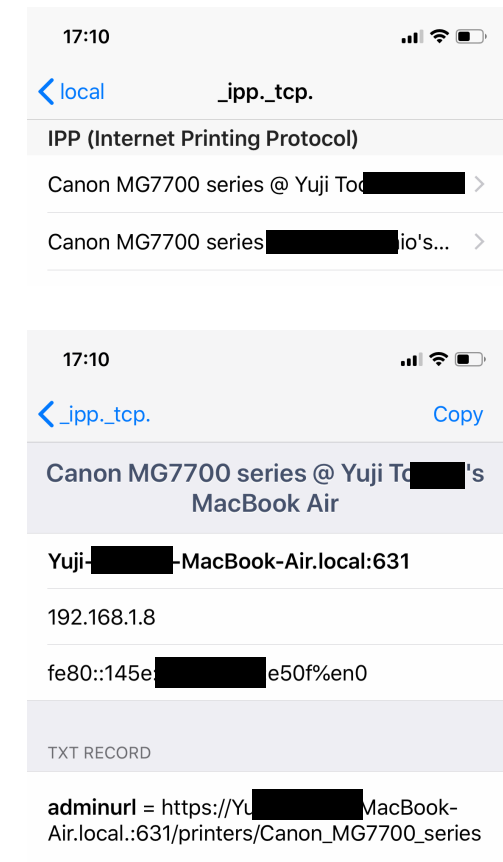 17:10
local
_ipp._tcp.
IPP (Internet Printing Protocol)
Canon MG7700 series @ Yuji
Canon MG7700 series io's...
17:10
_ipp._tcp.
Copy
Canon MG7700 series @ Yuji 's
MacBook Air
Yuji- -MacBook-Air.local:631
192.168.1.8
fe80::145e: e50f%en0
TXT RECORD
adminurl = https://Yu MacBook-
Air.local.:631/printers/Canon_MG7700_series